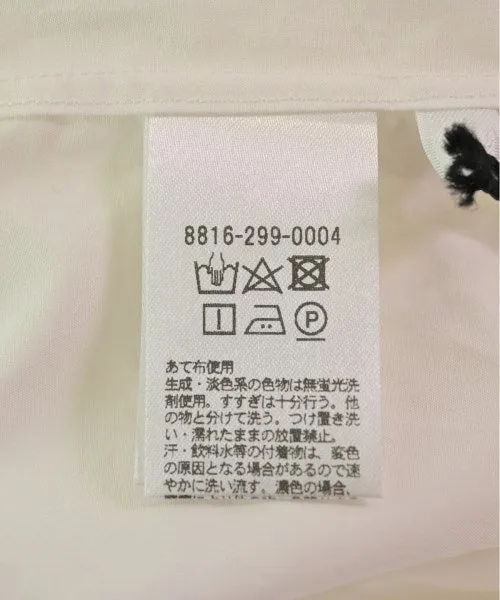 8816-299-0004
P
あて布使用
生成・淡色系の色物は無蛍光洗
剤使用。すすぎは十分行う。他
の物と分けて洗う。つけ置き洗
い・濡れたままの放置禁止。
汗・飲料水等の付着物は、変色
の原因となる場合があるので速
やかに洗い流す。濃色の場合、